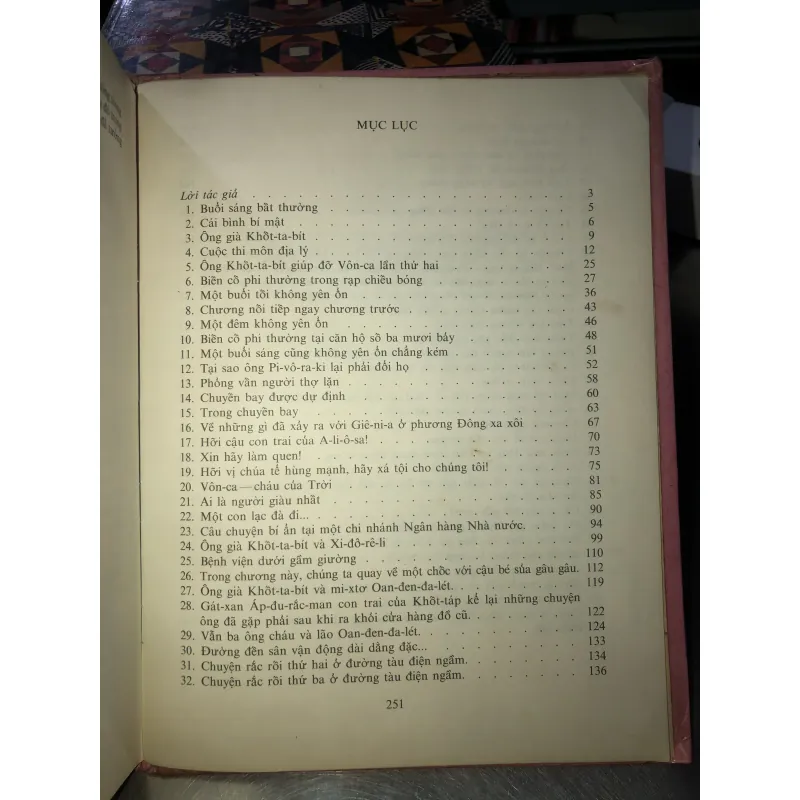 MỤC LỤC
Lời tác giả . . . . . . . . . . 3
1. Buổi sáng bất thường . . . . . . . . . . 5
2. Cái bình bí mật . . . . . . . . . . 6
3. Ông già Khốt-ta-bít . . . . . . . . . . 9
4. Cuộc thi môn địa lý . . . . . . . . . . 12
5. Ông Khốt-ta-bít giúp đỡ Vôn-ca lần thứ hai . . . . . . . . . . 25
6. Biến cố phi thường trong rạp chiếu bóng . . . . . . . . . . 27
7. Một buổi tối không yên ổn . . . . . . . . . . 36
8. Chương nối tiếp ngay chương trước . . . . . . . . . . 43
9. Một đêm không yên ổn . . . . . . . . . . 46
10. Biến cố phi thường tại căn hộ số ba mươi bảy . . . . . . . . . . 48
11. Một buổi sáng cũng không yên ổn chẳng kém . . . . . . . . . . 51
12. Tại sao ông Pi-vô-ra-ki lại phải đổi họ . . . . . . . . . . 52
13. Phỏng vấn người thợ lặn . . . . . . . . . . 58
14. Chuyến bay được dự định . . . . . . . . . . 60
15. Trong chuyến bay . . . . . . . . . . 63
16. Về những gì đã xảy ra với Giê-ni-a ở phương Đông xa xôi . . . . . 67
17. Hỡi cậu con trai của A-li-ô-sa! . . . . . . . . . . 70
18. Xin hãy làm quen! . . . . . . . . . . 73
19. Hỡi vị chúa tể hùng mạnh, hãy xá tội cho chúng tôi! . . . . . 75
20. Vôn-ca — cháu của Trời . . . . . . . . . . 81
21. Ai là người giàu nhất . . . . . . . . . . 85
22. Một con lạc đà đi... . . . . . . . . . . 90
23. Câu chuyện bí ẩn tại một chi nhánh Ngân hàng Nhà nước. . . . . 94
24. Ông già Khốt-ta-bít và Xi-đô-rê-li . . . . . . . . . . 99
25. Bệnh viện dưới gầm giường . . . . . . . . . . 110
26. Trong chương này, chúng ta quay về một chốc với cậu bé sủa gâu gâu. 112
27. Ông già Khốt-ta-bít và mi-xtơ Oan-đen-đa-lét. . . . . . . . . . 119
28. Gát-xan Áp-đu-rắc-man con trai của Khốt-táp kể lại những chuyện
ông đã gặp phải sau khi ra khỏi cửa hàng đồ cũ. . . . . . . . . . 122
29. Vẫn ba ông cháu và lão Oan-đen-đa-lét. . . . . . . . . . 124
30. Đường đến sân vận động dài dằng đặc... . . . . . . . . . 133
31. Chuyện rắc rối thứ hai ở đường tàu điện ngầm. . . . . . . . . . 134
32. Chuyện rắc rối thứ ba ở đường tàu điện ngầm. . . . . . . . . . 136
251